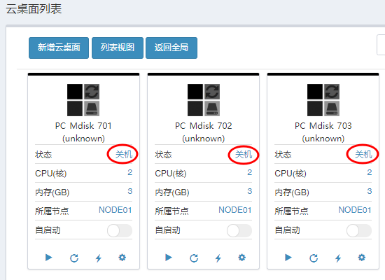 云桌面列表
新增云桌面 列表视图 返回全局
PC Mdisk 701
(unknown)
状态 关机
CPU(核) 2
内存(GB) 3
所属节点 NODE01
自启动
PC Mdisk 702
(unknown)
状态 关机
CPU(核) 2
内存(GB) 3
所属节点 NODE01
自启动
PC Mdisk 703
(unknown)
状态 关机
CPU(核) 2
内存(GB) 3
所属节点 NODE01
自启动